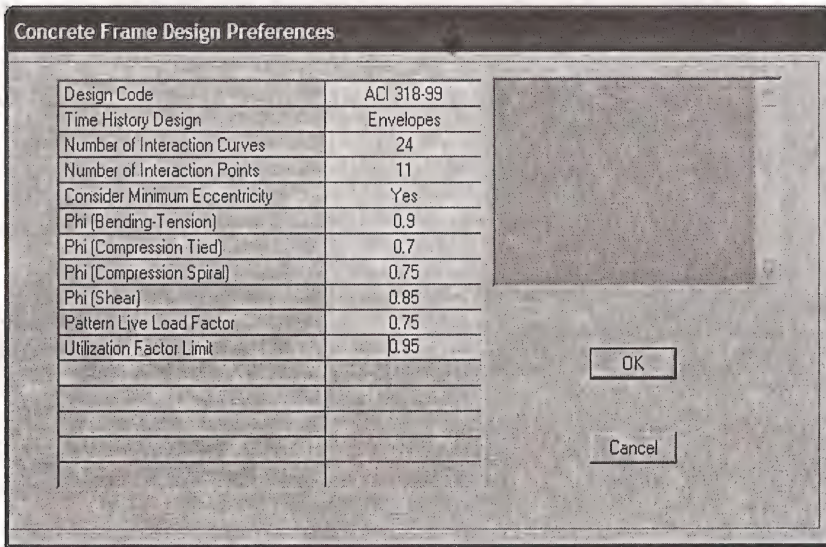 Concrete Frame Design Preferences
Design Code ACI 318-99
Time History Design Envelopes
Number of Interaction Curves 24
Number of Interaction Points 11
Consider Minimum Eccentricity Yes
Phi (Bending-Tension) 0.9
Phi (Compression Tied) 0.7
Phi (Compression Spiral) 0.75
Phi (Shear) 0.85
Pattern Live Load Factor 0.75
Utilization Factor Limit 0.95
OK
Cancel